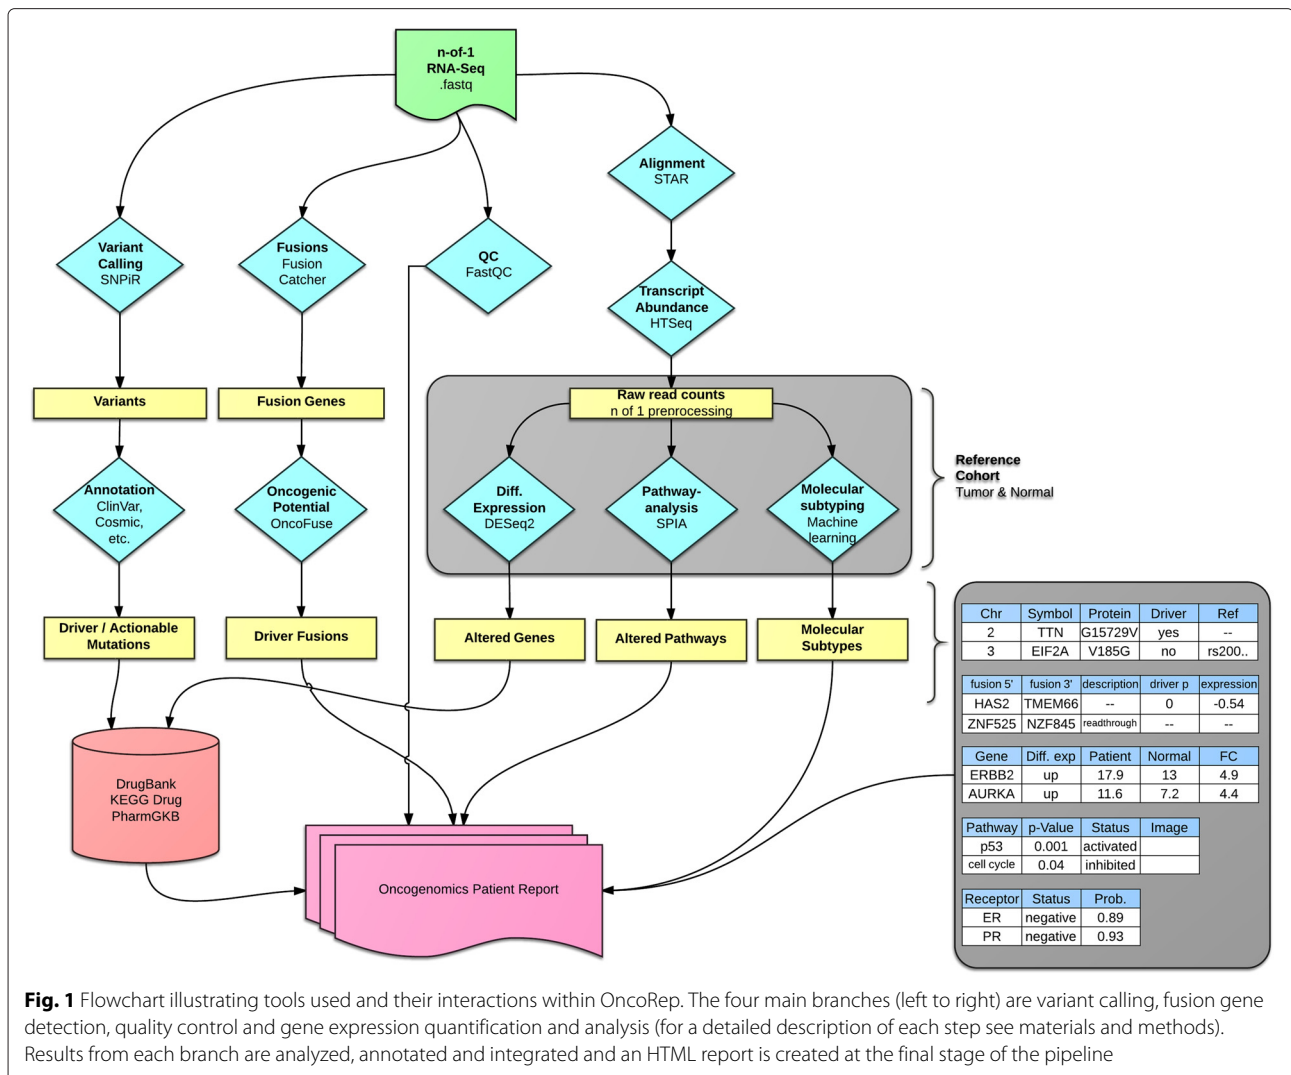 n-of-1
RNA-Seq
.fastq
Alignment
STAR
Variant
Calling
SNPiR
Fusions
Fusion
Catcher
QC
FastQC
Transcript
Abundance
HTSeq
Variants
Fusion Genes
Raw read counts
n of 1 preprocessing
Reference
Cohort
Tumor & Normal
Annotation
ClinVar,
Cosmic,
etc.
Oncogenic
Potential
OncoFuse
Diff.
Expression
DESeq2
Pathway-
analysis
SPIA
Molecular
subtyping
Machine
learning
Driver / Actionable
Mutations
Driver Fusions
Altered Genes
Altered Pathways
Molecular
Subtypes
Chr Symbol Protein Driver Ref
2 TTN G15729V yes --
3 EIF2A V185G no rs200..
fusion 5' fusion 3' description driver p expression
HAS2 TMEM66 -- 0 -0.54
ZNF525 NZF845 readthrough -- --
Gene Diff. exp Patient Normal FC
ERBB2 up 17.9 13 4.9
AURKA up 11.6 7.2 4.4
Pathway p-Value Status Image
p53 0.001 activated
cell cycle 0.04 inhibited
Receptor Status Prob.
ER negative 0.89
PR negative 0.93
DrugBank
KEGG Drug
PharmGKB
Oncogenomics Patient Report
Fig. 1 Flowchart illustrating tools used and their interactions within OncoRep. The four main branches (left to right) are variant calling, fusion gene
detection, quality control and gene expression quantification and analysis (for a detailed description of each step see materials and methods).
Results from each branch are analyzed, annotated and integrated and an HTML report is created at the final stage of the pipeline